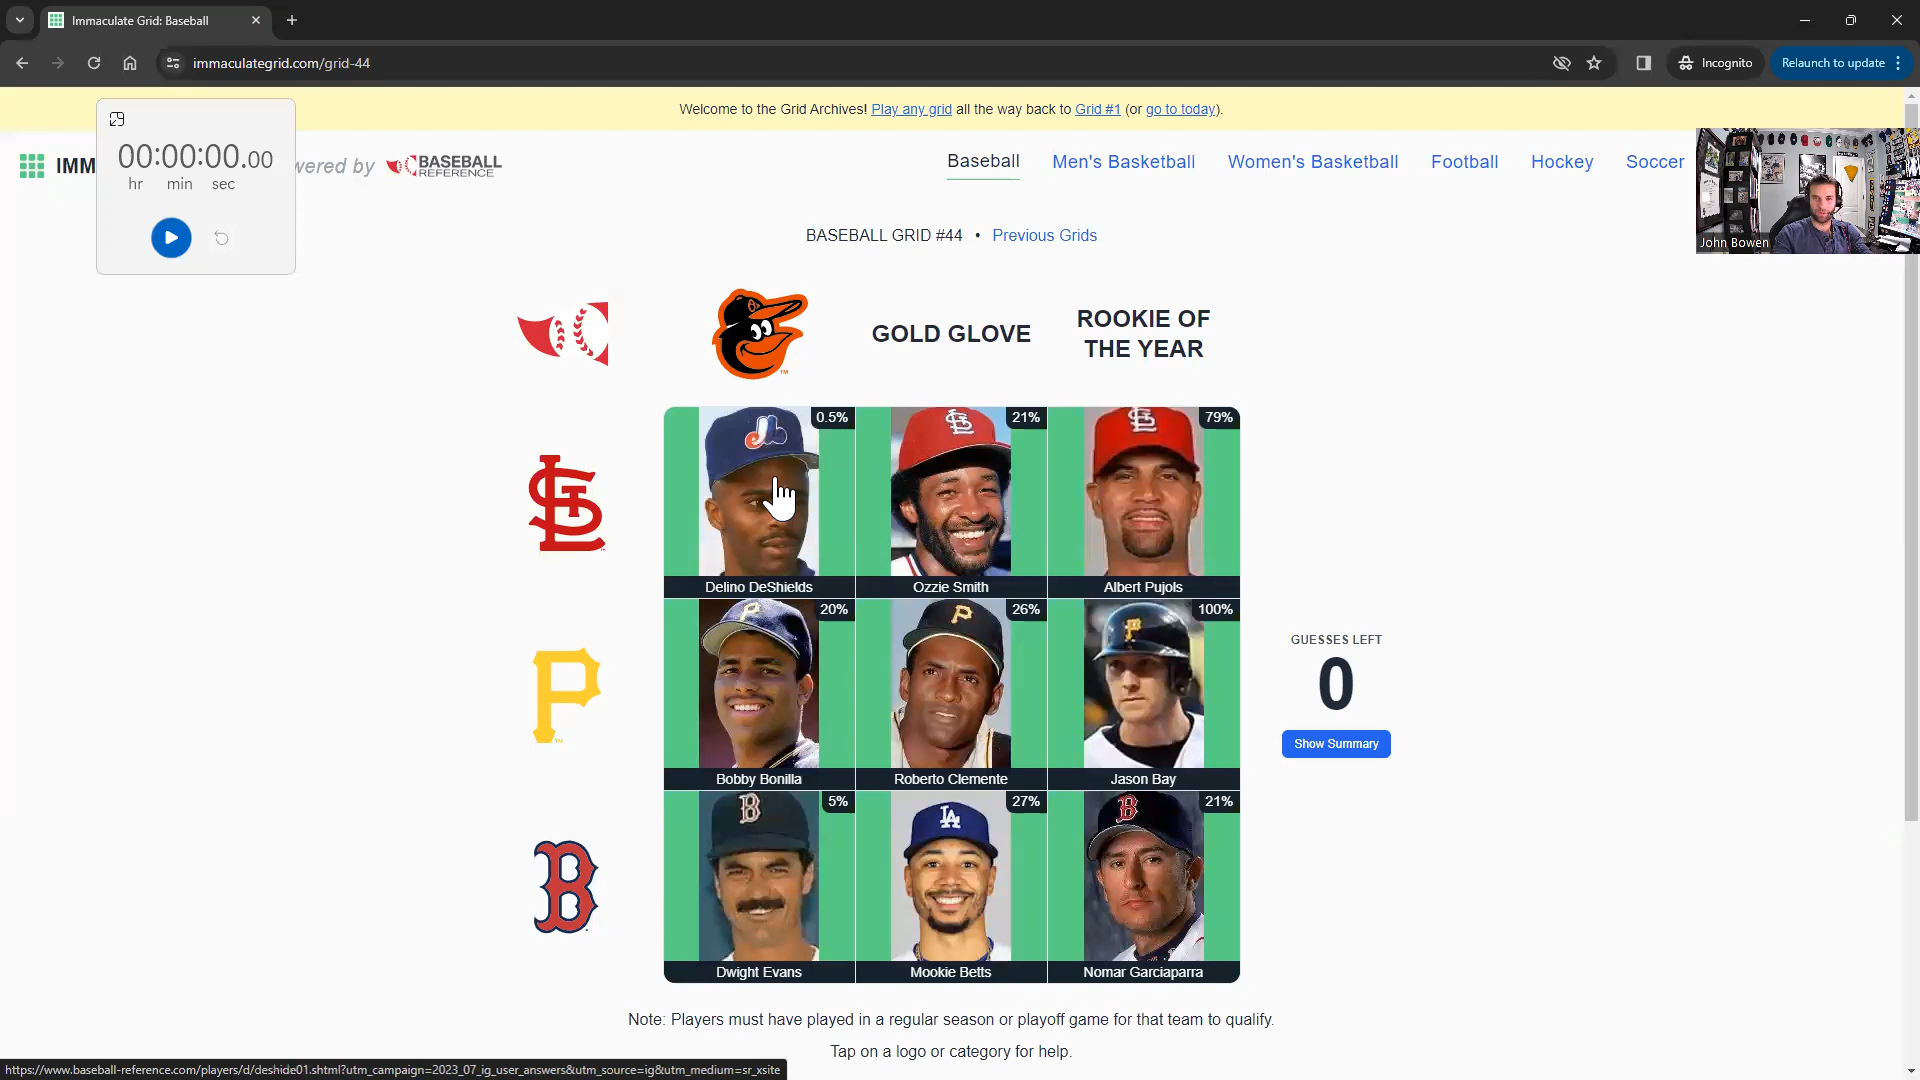 Immaculate Grid: Baseball
immaculategrid.com/grid-44
Incognito
Relaunch to update
Welcome to the Grid Archives! Play any grid all the way back to Grid #1 (or go to today).
00:00:00.00
hr min sec
IMM
wered by
BASEBALL
REFERENCE
Baseball
Men's Basketball
Women's Basketball
Football
Hockey
Soccer
John Bowen
BASEBALL GRID #44 • Previous Grids
GOLD GLOVE
ROOKIE OF
THE YEAR
0.5%
21%
79%
Delino DeShields
Ozzie Smith
Albert Pujols
20%
26%
100%
Bobby Bonilla
Roberto Clemente
Jason Bay
5%
27%
21%
Dwight Evans
Mookie Betts
Nomar Garciaparra
GUESSES LEFT
0
Show Summary
Note: Players must have played in a regular season or playoff game for that team to qualify.
Tap on a logo or category for help.
https://www.baseball-reference.com/players/d/deshide01.shtml?utm_campaign=2023_07_ig_user_answers&utm_source=ig&utm_medium=sr_xsite